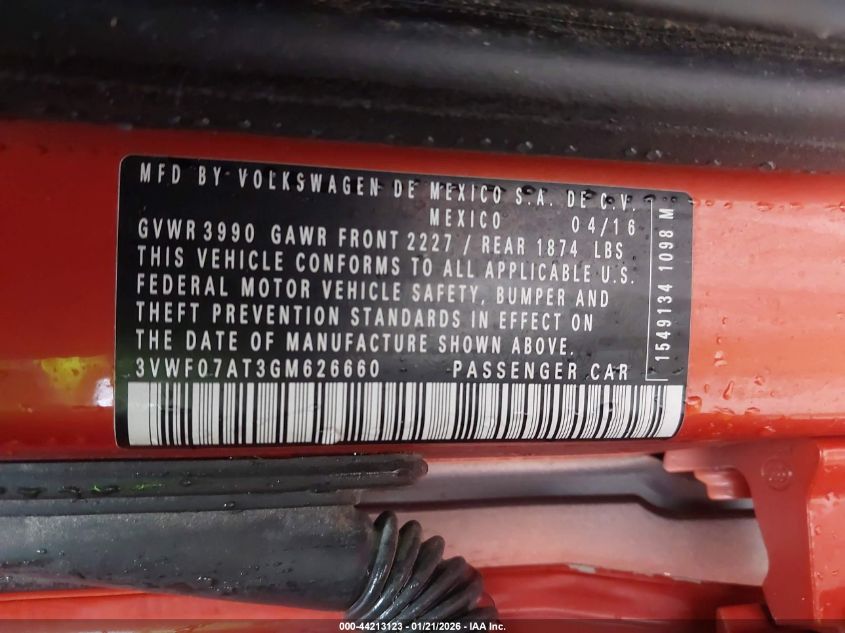 MFD BY VOLKSWAGEN DE MEXICO S.A. DE C.V.
MEXICO 04/16
GVWR 3990 GAWR FRONT 2227 / REAR 1874 LBS
THIS VEHICLE CONFORMS TO ALL APPLICABLE U.S.
FEDERAL MOTOR VEHICLE SAFETY, BUMPER AND
THEFT PREVENTION STANDARDS IN EFFECT ON
THE DATE OF MANUFACTURE SHOWN ABOVE.
3VWF07AT3GM626660 PASSENGER CAR
1549134 1098 M
000-44213123 - 01/21/2026 - IAA Inc.